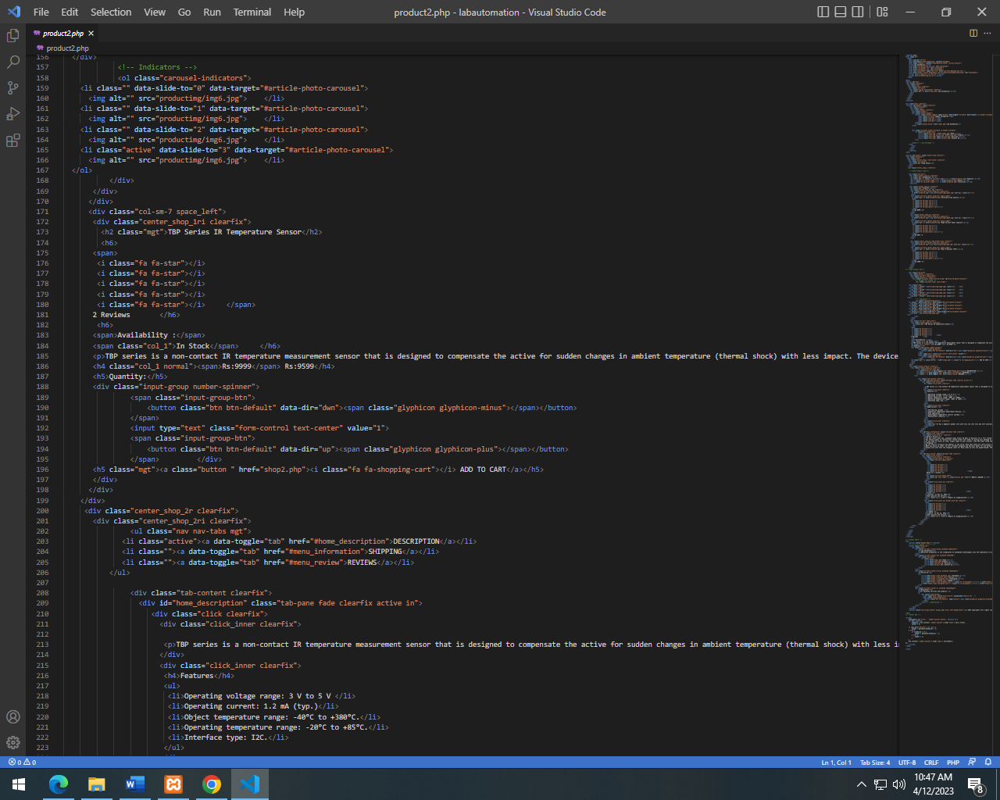 File Edit Selection View Go Run Terminal Help product2.php - labautomation - Visual Studio Code
product2.php
product2.php
156 </div>
157 <!-- Indicators -->
158 <ol class="carousel-indicators">
159 <li class="" data-slide-to="0" data-target="#article-photo-carousel">
160 <img alt="" src="productimg/img6.jpg"> </li>
161 <li class="" data-slide-to="1" data-target="#article-photo-carousel">
162 <img alt="" src="productimg/img6.jpg"> </li>
163 <li class="" data-slide-to="2" data-target="#article-photo-carousel">
164 <img alt="" src="productimg/img6.jpg"> </li>
165 <li class="active" data-slide-to="3" data-target="#article-photo-carousel">
166 <img alt="" src="productimg/img6.jpg"> </li>
167 </ol>
168 </div>
169 </div>
170 </div>
171 <div class="col-sm-7 space_left">
172 <div class="center_shop_1ri clearfix">
173 <h2 class="mgt">TBP Series IR Temperature Sensor</h2>
174 <h6>
175 <span>
176 <i class="fa fa-star"></i>
177 <i class="fa fa-star"></i>
178 <i class="fa fa-star"></i>
179 <i class="fa fa-star"></i>
180 <i class="fa fa-star"></i> </span>
181 2 Reviews </h6>
182 <h6>
183 <span>Availability :</span>
184 <span class="col_1">In Stock</span> </h6>
185 <p>TBP series is a non-contact IR temperature measurement sensor that is designed to compensate the active for sudden changes in ambient temperature (thermal shock) with less impact. The device
186 <h4 class="col_1 normal"><span>Rs:9999</span> Rs:9599</h4>
187 <h5>Quantity:</h5>
188 <div class="input-group number-spinner">
189 <span class="input-group-btn">
190 <button class="btn btn-default" data-dir="dwn"><span class="glyphicon glyphicon-minus"></span></button>
191 </span>
192 <input type="text" class="form-control text-center" value="1">
193 <span class="input-group-btn">
194 <button class="btn btn-default" data-dir="up"><span class="glyphicon glyphicon-plus"></span></button>
195 </span> </div>
196 <h5 class="mgt"><a class="button " href="shop2.php"><i class="fa fa-shopping-cart"></i> ADD TO CART</a></h5>
197 </div>
198 </div>
199 </div>
200 <div class="center_shop_2r clearfix">
201 <div class="center_shop_2ri clearfix">
202 <ul class="nav nav-tabs mgt">
203 <li class="active"><a data-toggle="tab" href="#home_description">DESCRIPTION</a></li>
204 <li class=""><a data-toggle="tab" href="#menu_information">SHIPPING</a></li>
205 <li class=""><a data-toggle="tab" href="#menu_review">REVIEWS</a></li>
206 </ul>
207
208 <div class="tab-content clearfix">
209 <div id="home_description" class="tab-pane fade clearfix active in">
210 <div class="click clearfix">
211 <div class="click_inner clearfix">
212
213 <p>TBP series is a non-contact IR temperature measurement sensor that is designed to compensate the active for sudden changes in ambient temperature (thermal shock) with less i
214 </div>
215 <div class="click_inner clearfix">
216 <h4>Features</h4>
217 <ul>
218 <li>Operating voltage range: 3 V to 5 V </li>
219 <li>Operating current: 1.2 mA (typ.)</li>
220 <li>Object temperature range: -40°C to +380°C.</li>
221 <li>Operating temperature range: -20°C to +85°C.</li>
222 <li>Interface type: I2C.</li>
223 </ul>
0 0 Ln 1, Col 1 Tab Size: 4 UTF-8 CRLF PHP
10:47 AM
4/12/2023
8